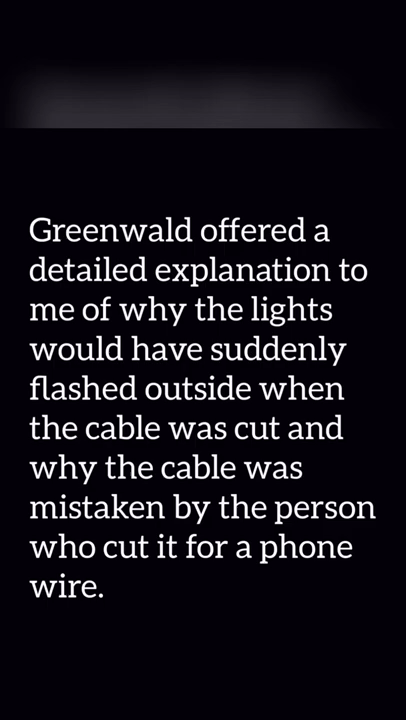 Greenwald offered a
detailed explanation to
me of why the lights
would have suddenly
flashed outside when
the cable was cut and
why the cable was
mistaken by the person
who cut it for a phone
wire.